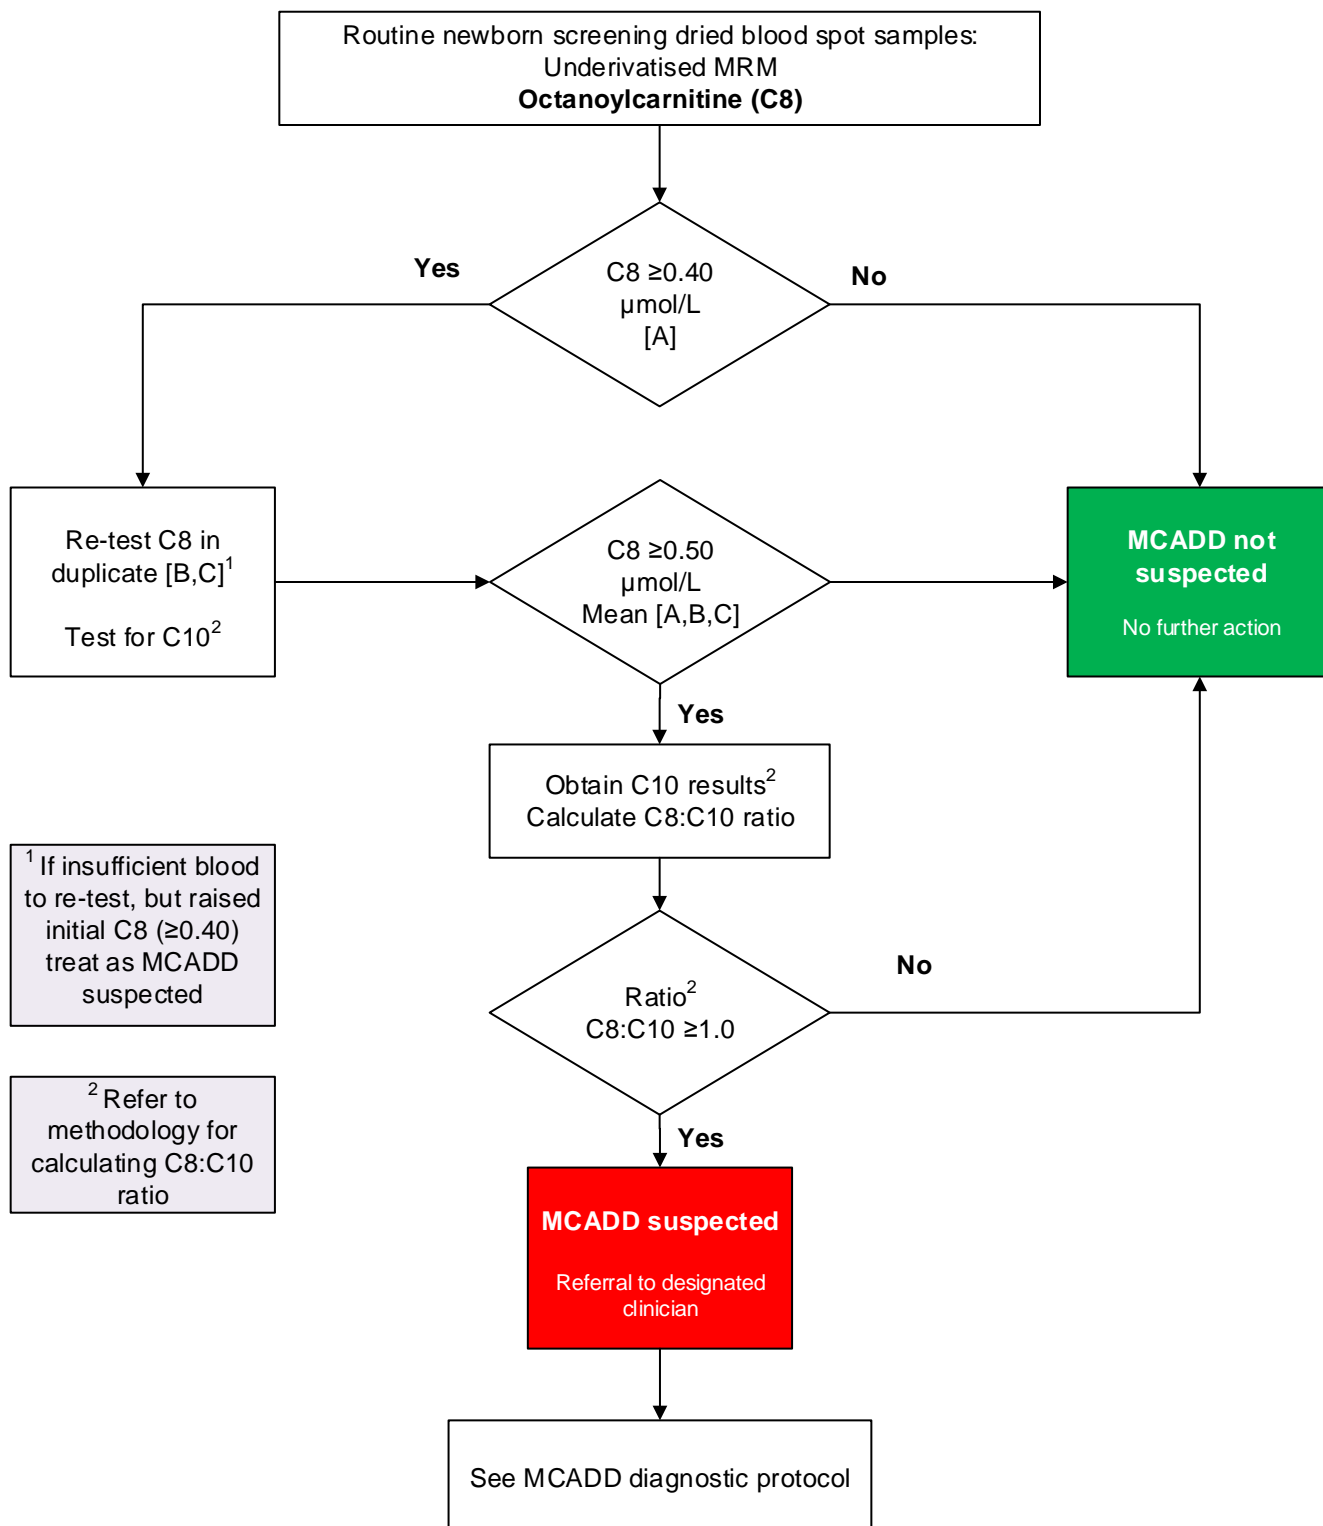 Routine newborn screening dried blood spot samples:
Underivatised MRM
Octanoylcarnitine (C8)
Yes
C8 ≥0.40
µmol/L
[A]
No
Re-test C8 in
duplicate [B,C]¹
Test for C10²
C8 ≥0.50
µmol/L
Mean [A,B,C]
MCADD not
suspected
No further action
Yes
Obtain C10 results²
Calculate C8:C10 ratio
¹ If insufficient blood
to re-test, but raised
initial C8 (≥0.40)
treat as MCADD
suspected
Ratio²
C8:C10 ≥1.0
No
² Refer to
methodology for
calculating C8:C10
ratio
Yes
MCADD suspected
Referral to designated
clinician
See MCADD diagnostic protocol